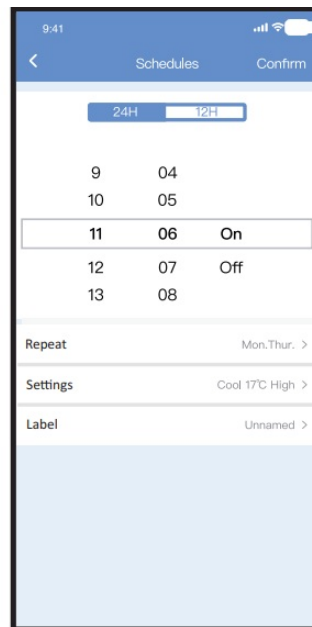 9:41
Schedules Confirm
24H 12H
9 04
10 05
11 06 On
12 07 Off
13 08
Repeat Mon.Thur. >
Settings Cool 17℃ High >
Label Unnamed >